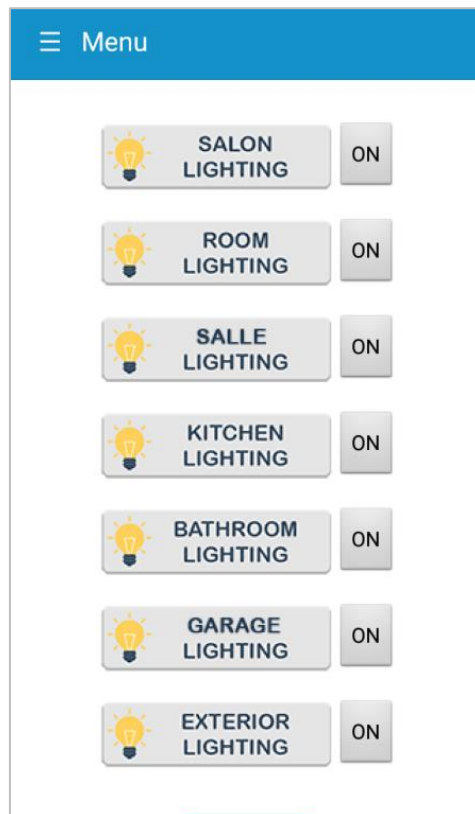 ☰ Menu
SALON
LIGHTING
ON
ROOM
LIGHTING
ON
SALLE
LIGHTING
ON
KITCHEN
LIGHTING
ON
BATHROOM
LIGHTING
ON
GARAGE
LIGHTING
ON
EXTERIOR
LIGHTING
ON